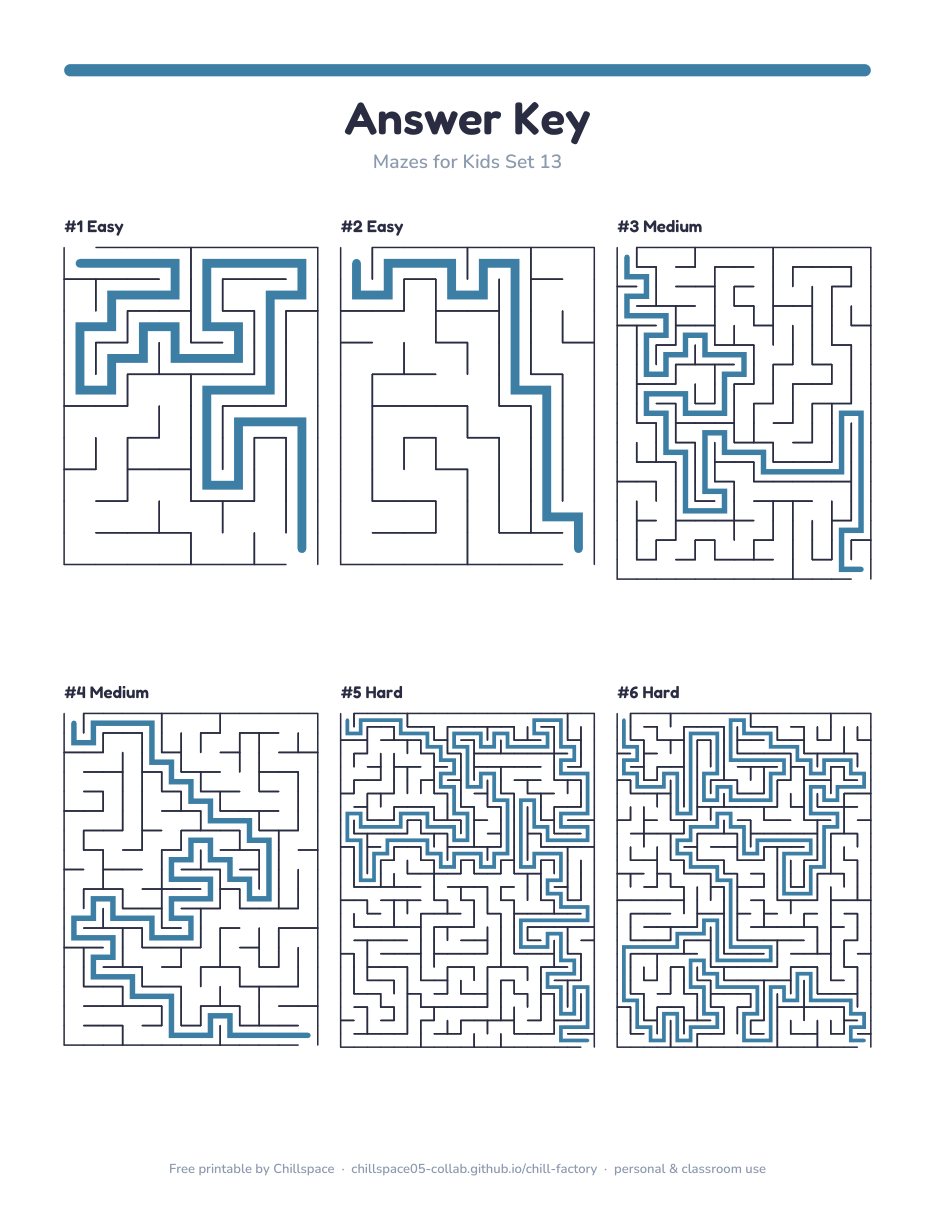 Answer Key
Mazes for Kids Set 13
#1 Easy
#2 Easy
#3 Medium
#4 Medium
#5 Hard
#6 Hard
Free printable by Chillspace · chillspace05-collab.github.io/chill-factory · personal & classroom use